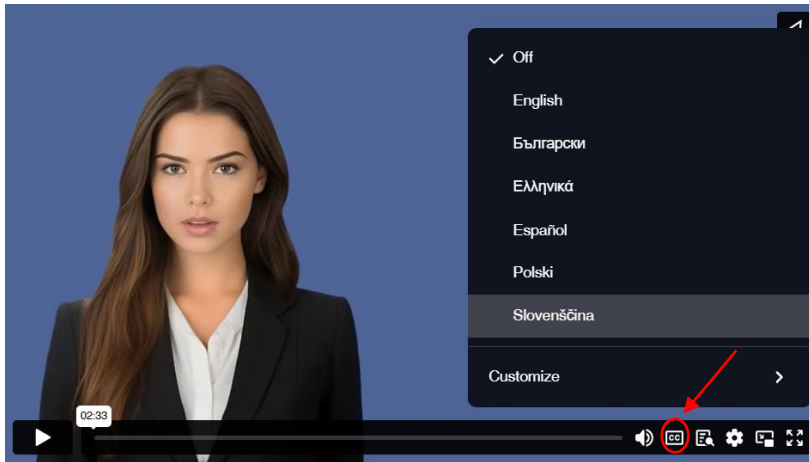 Off
English
Български
Ελληνικά
Español
Polski
Slovenščina
Customize
02:33
CC